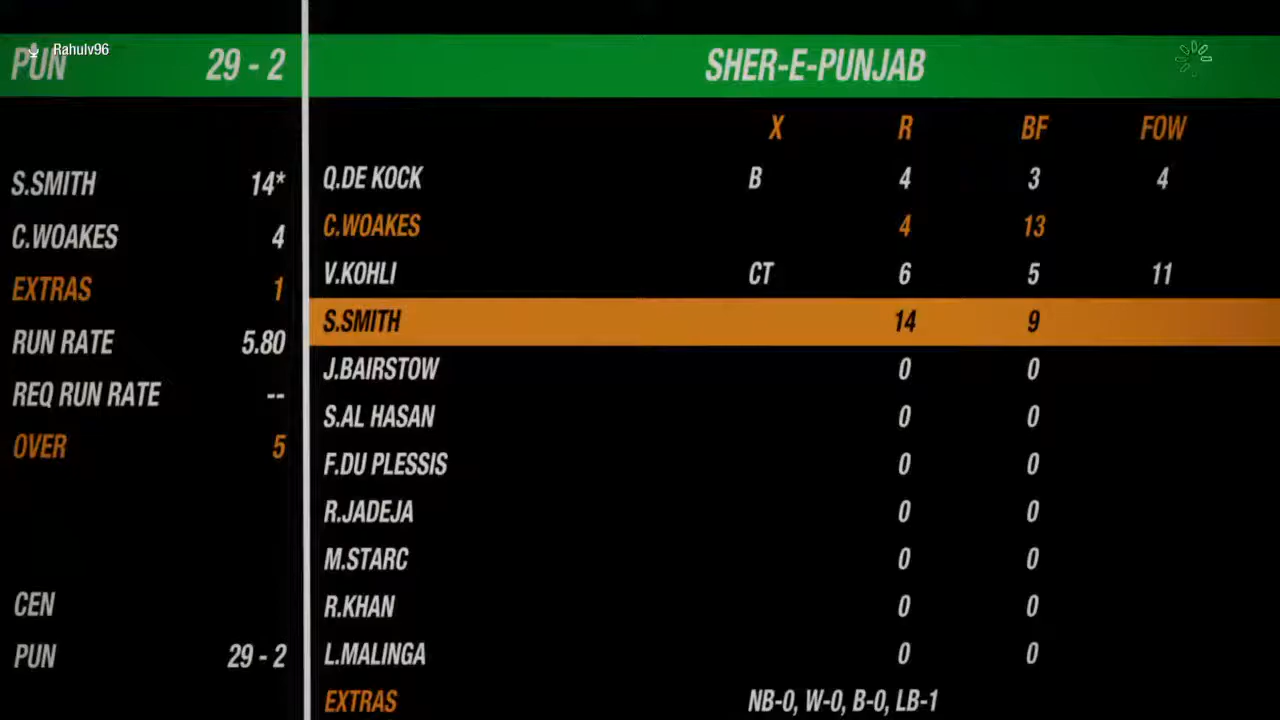 Rahulv96
PUN 29 - 2
S.SMITH 14*
C.WOAKES 4
EXTRAS 1
RUN RATE 5.80
REQ RUN RATE --
OVER 5
CEN
PUN 29 - 2
SHER-E-PUNJAB
X R BF FOW
Q.DE KOCK B 4 3 4
C.WOAKES 4 13
V.KOHLI CT 6 5 11
S.SMITH 14 9
J.BAIRSTOW 0 0
S.AL HASAN 0 0
F.DU PLESSIS 0 0
R.JADEJA 0 0
M.STARC 0 0
R.KHAN 0 0
L.MALINGA 0 0
EXTRAS NB-0, W-0, B-0, LB-1